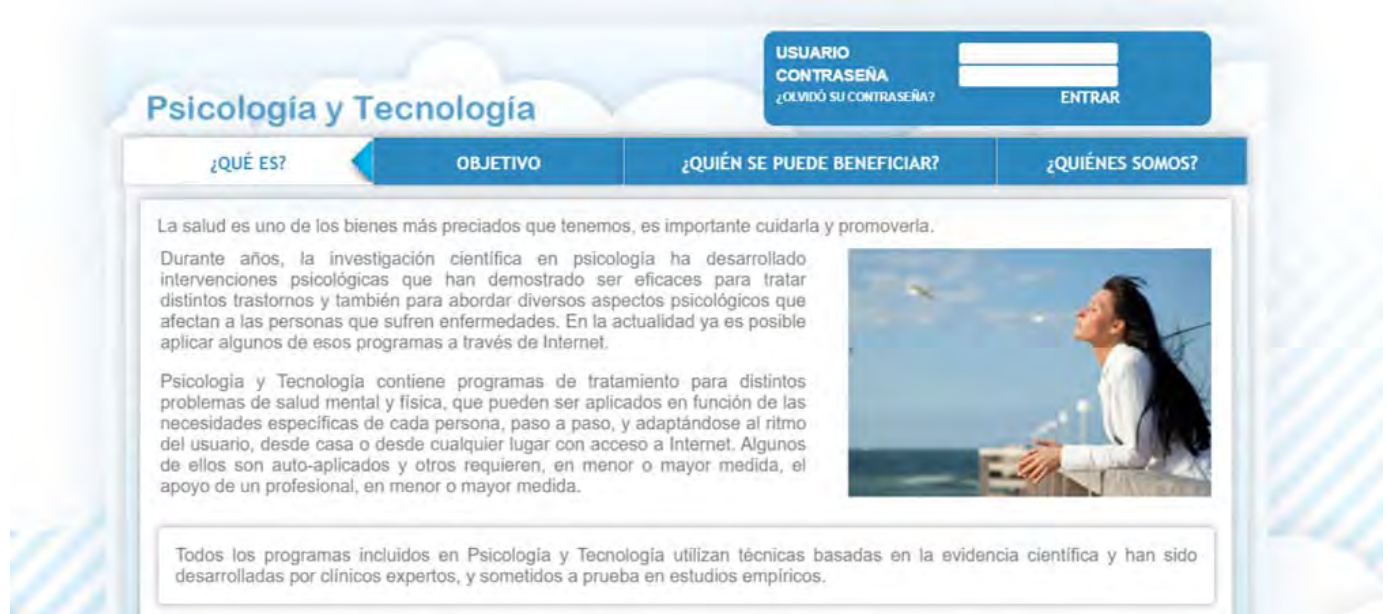 USUARIO
CONTRASEÑA
¿OLVIDÓ SU CONTRASEÑA? ENTRAR
Psicología y Tecnología
¿QUÉ ES? OBJETIVO ¿QUIÉN SE PUEDE BENEFICIAR? ¿QUIÉNES SOMOS?
La salud es uno de los bienes más preciados que tenemos, es importante cuidarla y promoverla.
Durante años, la investigación científica en psicología ha desarrollado
intervenciones psicológicas que han demostrado ser eficaces para tratar
distintos trastornos y también para abordar diversos aspectos psicológicos que
afectan a las personas que sufren enfermedades. En la actualidad ya es posible
aplicar algunos de esos programas a través de Internet.
Psicología y Tecnología contiene programas de tratamiento para distintos
problemas de salud mental y física, que pueden ser aplicados en función de las
necesidades específicas de cada persona, paso a paso, y adaptándose al ritmo
del usuario, desde casa o desde cualquier lugar con acceso a Internet. Algunos
de ellos son auto-aplicados y otros requieren, en menor o mayor medida, el
apoyo de un profesional, en menor o mayor medida.
Todos los programas incluidos en Psicología y Tecnología utilizan técnicas basadas en la evidencia científica y han sido
desarrolladas por clínicos expertos, y sometidos a prueba en estudios empíricos.